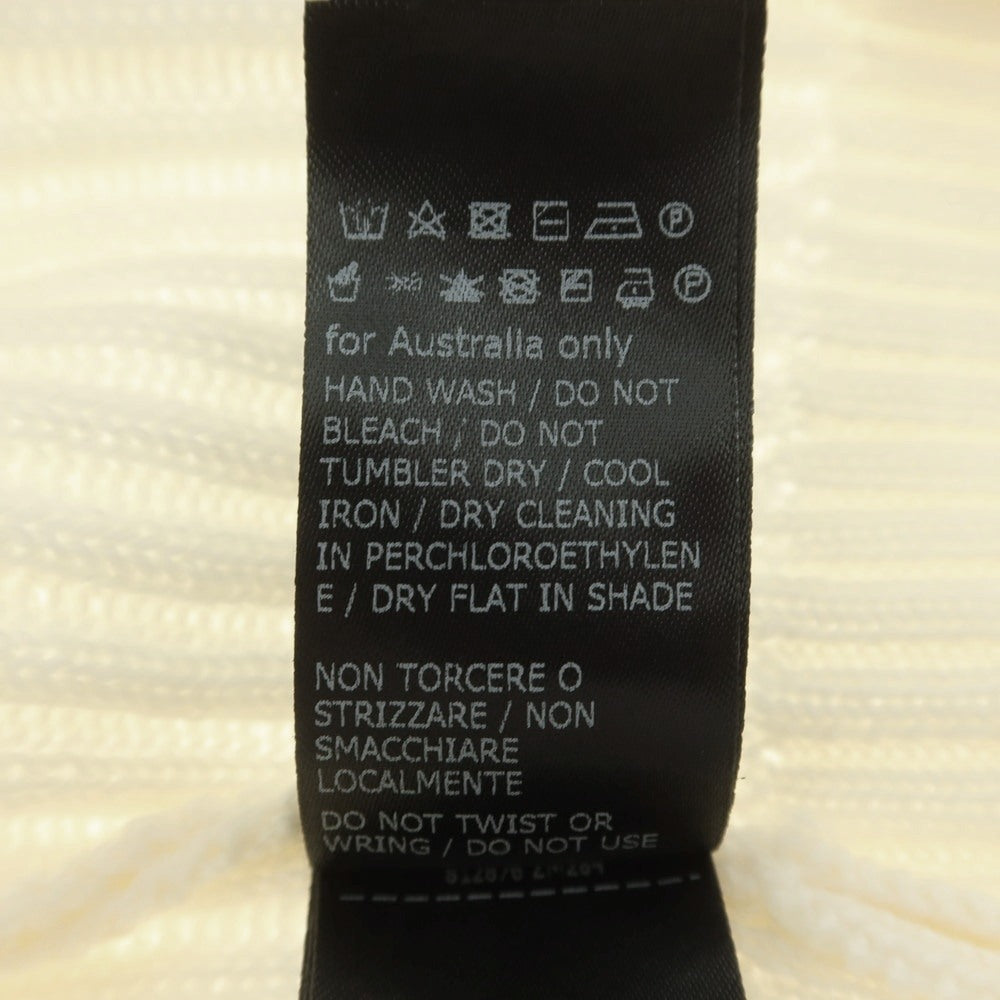 P
P
for Australia only
HAND WASH / DO NOT
BLEACH / DO NOT
TUMBLER DRY / COOL
IRON / DRY CLEANING
IN PERCHLOROETHYLEN
E / DRY FLAT IN SHADE
NON TORCERE O
STRIZZARE / NON
SMACCHIARE
LOCALMENTE
DO NOT TWIST OR
WRING / DO NOT USE